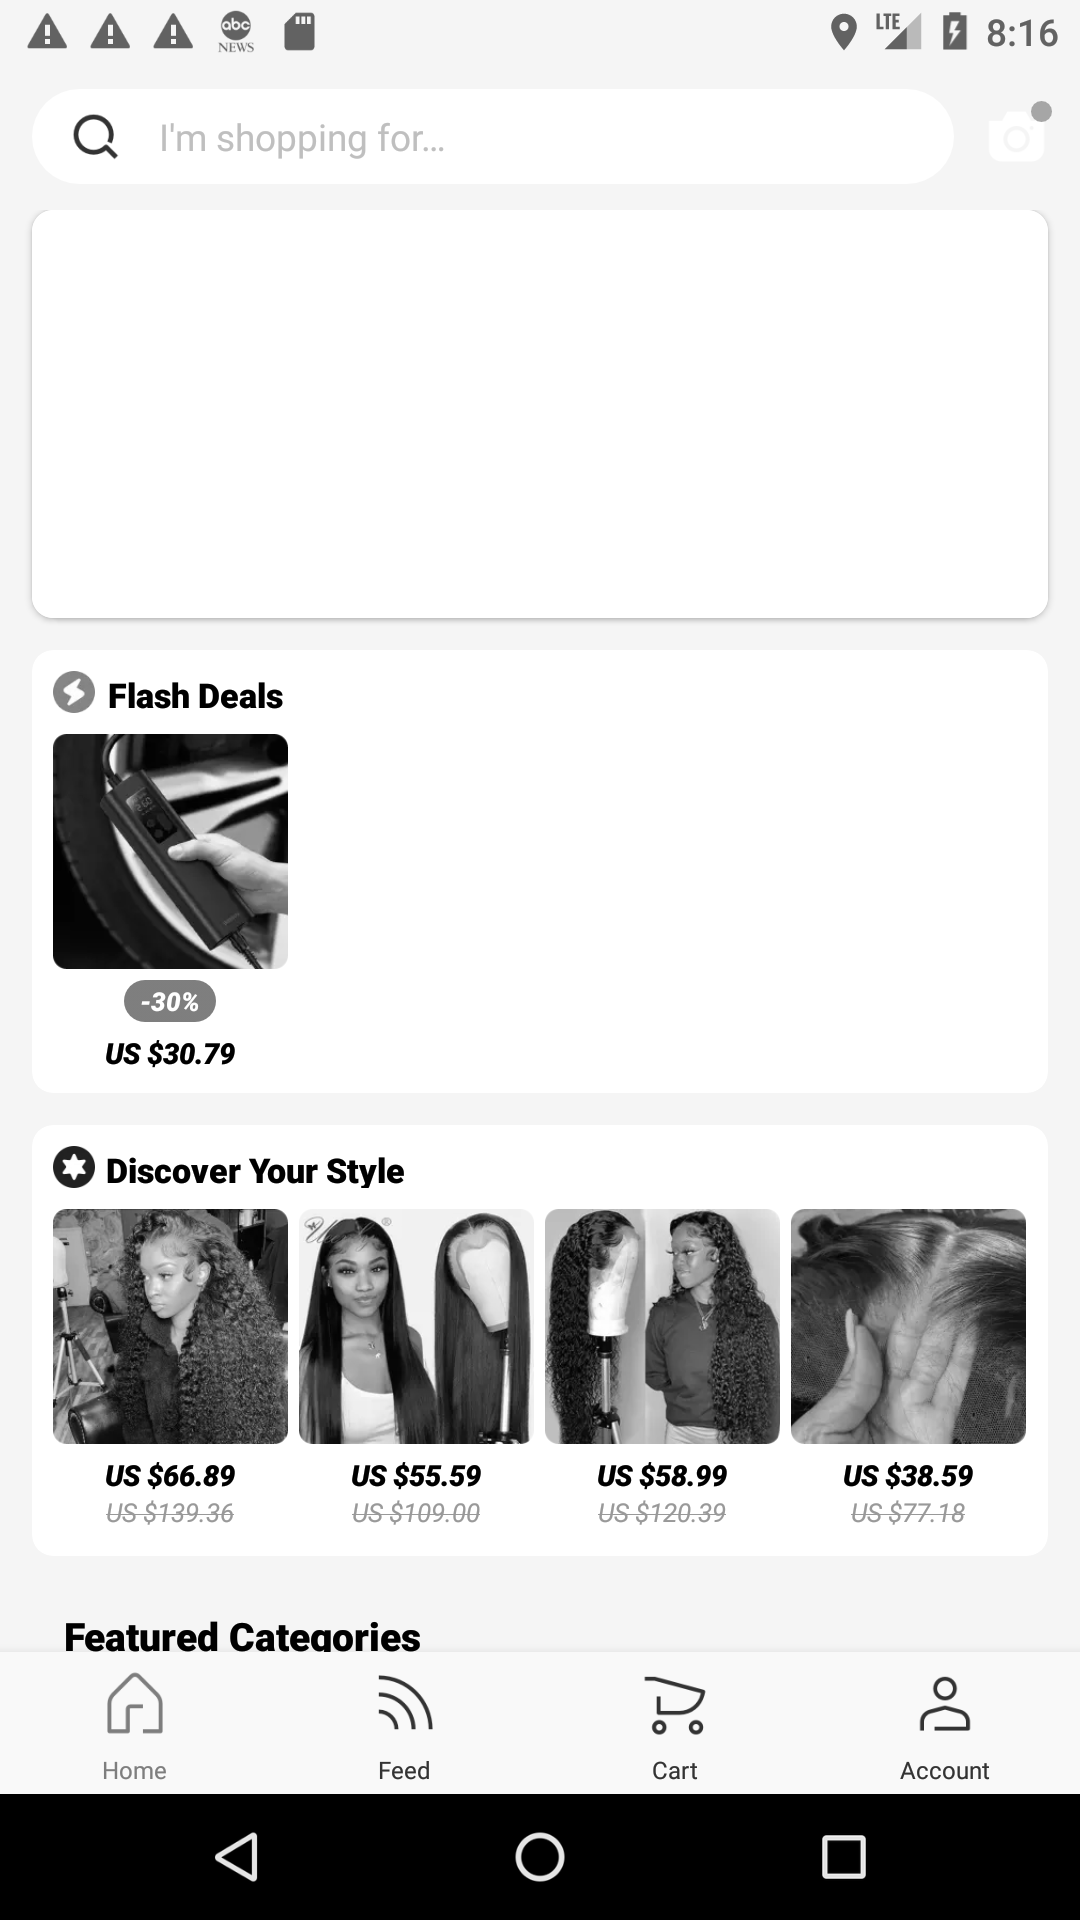 abc
NEWS
LTE
8:16
I'm shopping for...
Flash Deals
-30%
US $30.79
Discover Your Style
US $66.89
US $55.59
US $58.99
US $38.59
US $139.36
US $109.00
US $120.39
US $77.18
Featured Categories
Home
Feed
Cart
Account